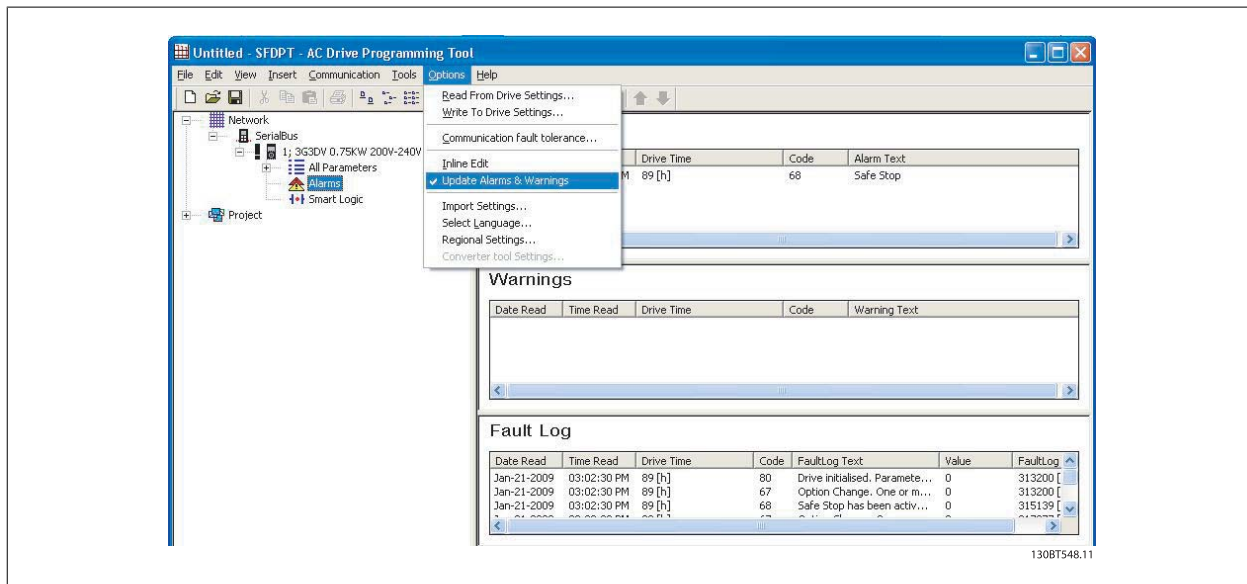 Untitled - SFDPT - AC Drive Programming Tool
File Edit View Insert Communication Tools Options Help
Read From Drive Settings...
Write To Drive Settings...
Communication fault tolerance...
Inline Edit
Update Alarms & Warnings
Import Settings...
Select Language...
Regional Settings...
Converter tool Settings...
Network
SerialBus
1; 3G3DV 0.75KW 200V-240V
All Parameters
Alarms
Smart Logic
Project
Drive Time Code Alarm Text
M 89 [h] 68 Safe Stop
Warnings
Date Read Time Read Drive Time Code Warning Text
Fault Log
Date Read Time Read Drive Time Code FaultLog Text Value FaultLog
Jan-21-2009 03:02:30 PM 89 [h] 80 Drive initialised. Paramete... 0 313200 [
Jan-21-2009 03:02:30 PM 89 [h] 67 Option Change. One or m... 0 313200 [
Jan-21-2009 03:02:30 PM 89 [h] 68 Safe Stop has been activ... 0 315139 [
130BT548.11